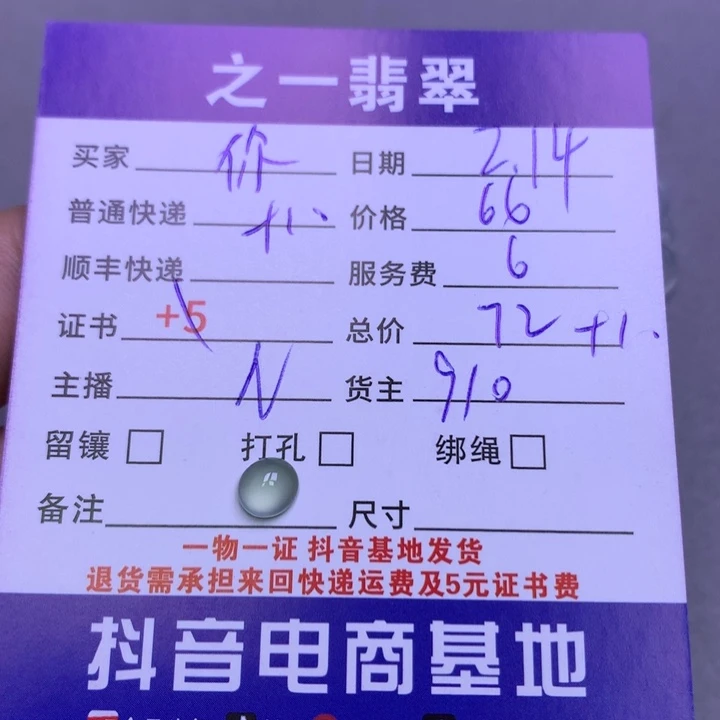 之一翡翠
买家 价 日期 2.14
普通快递 +1. 价格 66
顺丰快递 服务费 6
证书 +5 总价 72 +1.
主播 N 货主 910
留镶 □ 打孔 □ 绑绳 □
备注 尺寸
一物一证 抖音基地发货
退货需承担来回快递运费及5元证书费
抖音电商基地